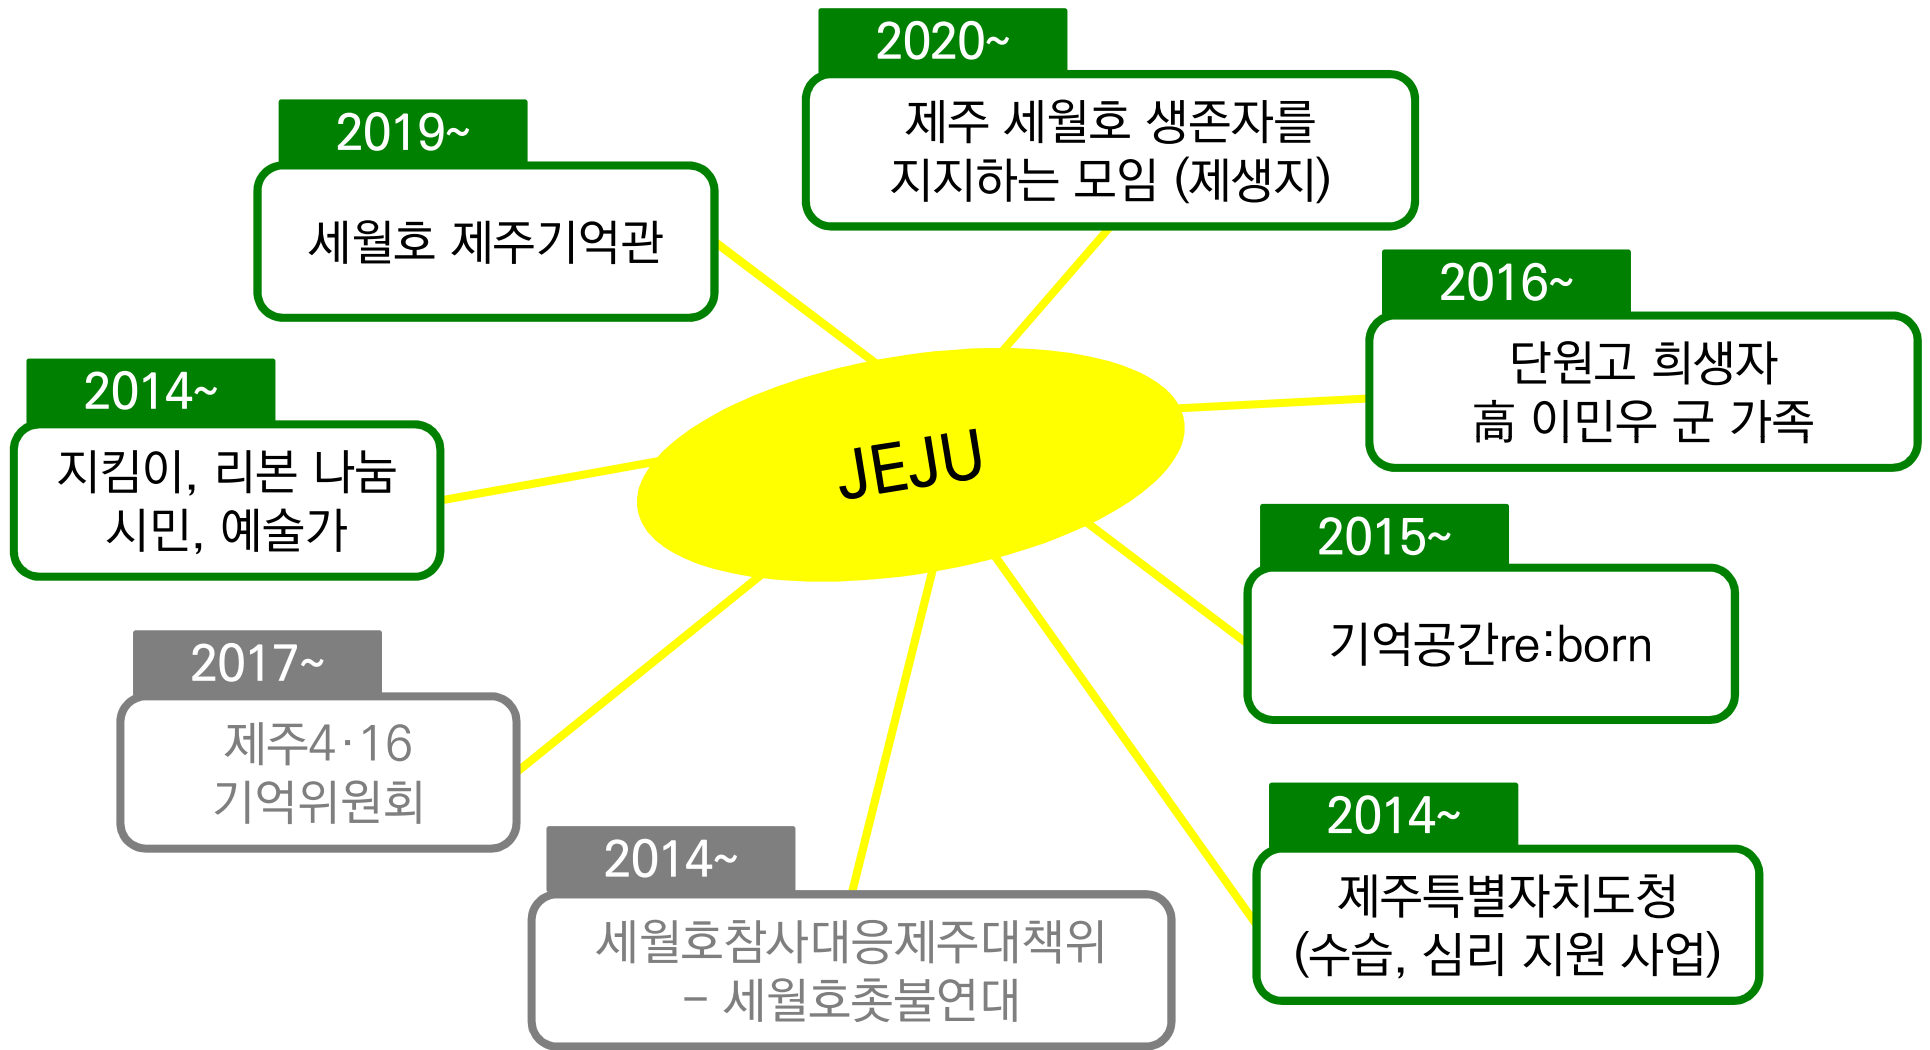 2020~
제주 세월호 생존자를
지지하는 모임 (제생지)
2019~
세월호 제주기억관
2016~
단원고 희생자
高 이민우 군 가족
2014~
지킴이, 리본 나눔
시민, 예술가
JEJU
2015~
기억공간re:born
2017~
제주4·16
기억위원회
2014~
제주특별자치도청
(수습, 심리 지원 사업)
2014~
세월호참사대응제주대책위
- 세월호촛불연대